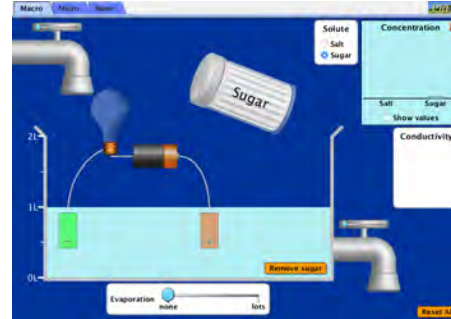 Macro Micro Water
Solute
Salt
Sugar
Concentration
Salt Sugar
Show values
Conductivity
Sugar
2L
1L
0L
Remove sugar
Evaporation
none lots
Reset All